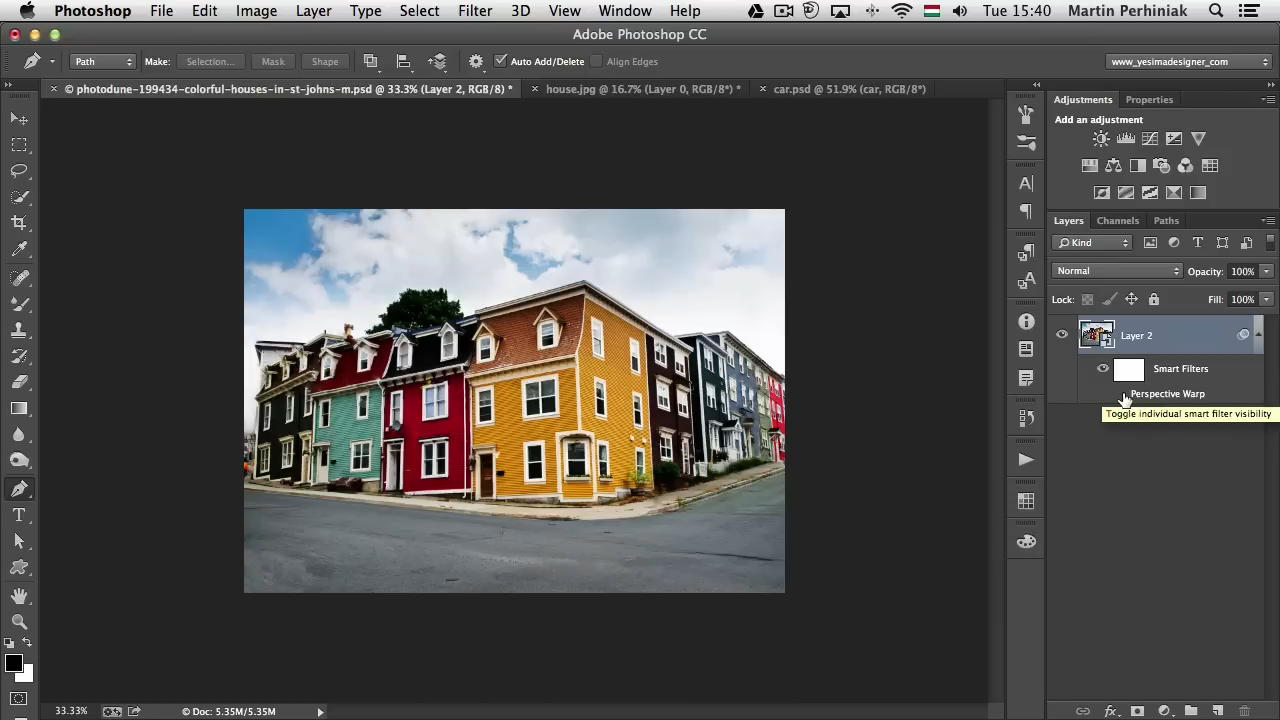 Photoshop File Edit Image Layer Type Select Filter 3D View Window Help Tue 15:40 Martin Perhiniak
Adobe Photoshop CC
Path Make: Selection... Mask Shape Auto Add/Delete Align Edges www_yesimadesigner_com
© photodune-199434-colorful-houses-in-st-johns-m.psd @ 33.3% (Layer 2, RGB/8) * house.jpg @ 16.7% (Layer 0, RGB/8*) * car.psd @ 51.9% (car, RGB/8*)
Adjustments Properties
Add an adjustment
Layers Channels Paths
Kind
Normal Opacity: 100%
Lock: Fill: 100%
Layer 2
Smart Filters
Perspective Warp
Toggle individual smart filter visibility
33.33% © Doc: 5.35M/5.35M